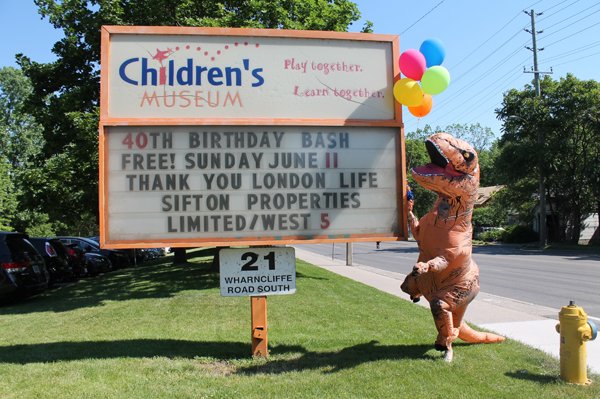 Children's
MUSEUM
Play together.
Learn together.
40TH BIRTHDAY BASH
FREE! SUNDAY JUNE 11
THANK YOU LONDON LIFE
SIFTON PROPERTIES
LIMITED/WEST 5
21
WHARNCLIFFE
ROAD SOUTH